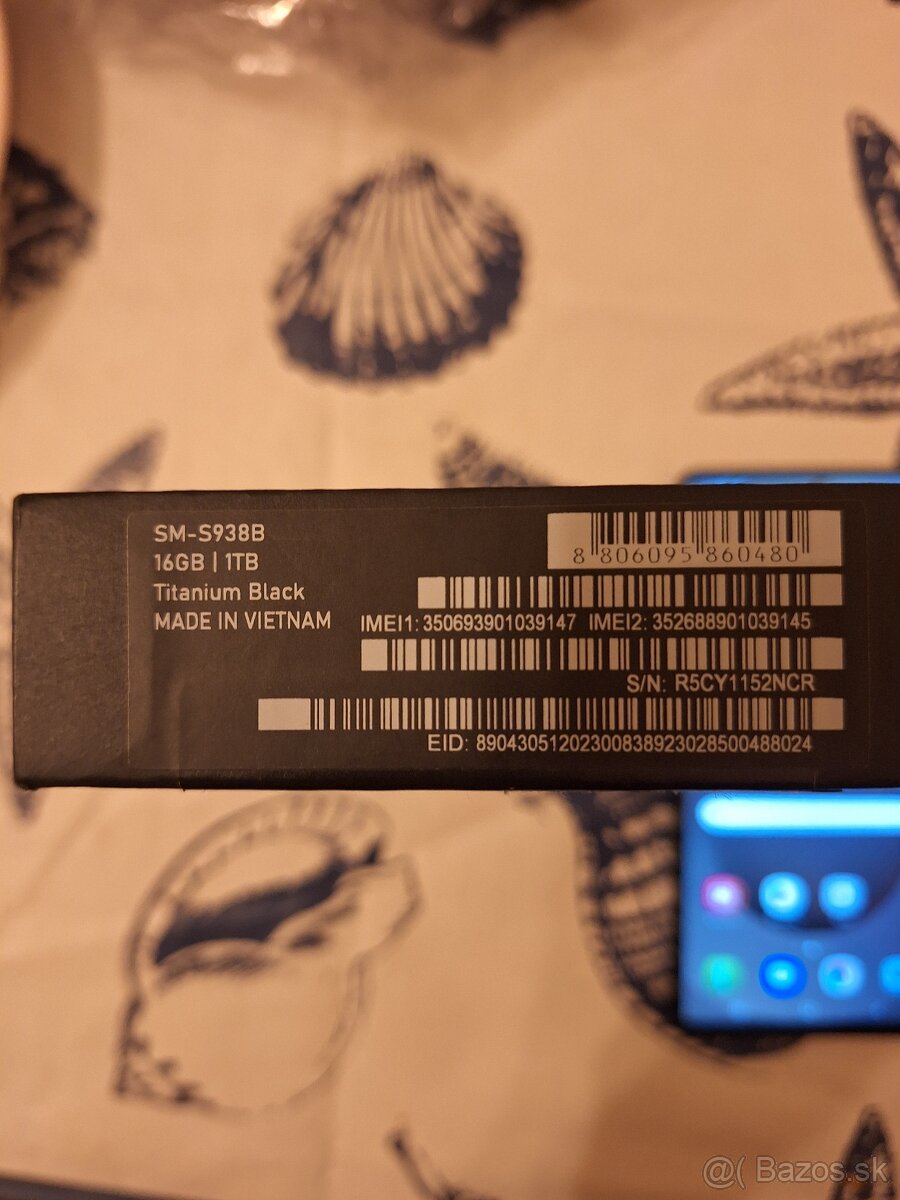 SM-S938B
16GB | 1TB
Titanium Black
MADE IN VIETNAM
8 806095 860480
IMEI1: 350693901039147 IMEI2: 352688901039145
S/N: R5CY1152NCR
EID: 89043051202300838923028500488024
@( Bazos.sk